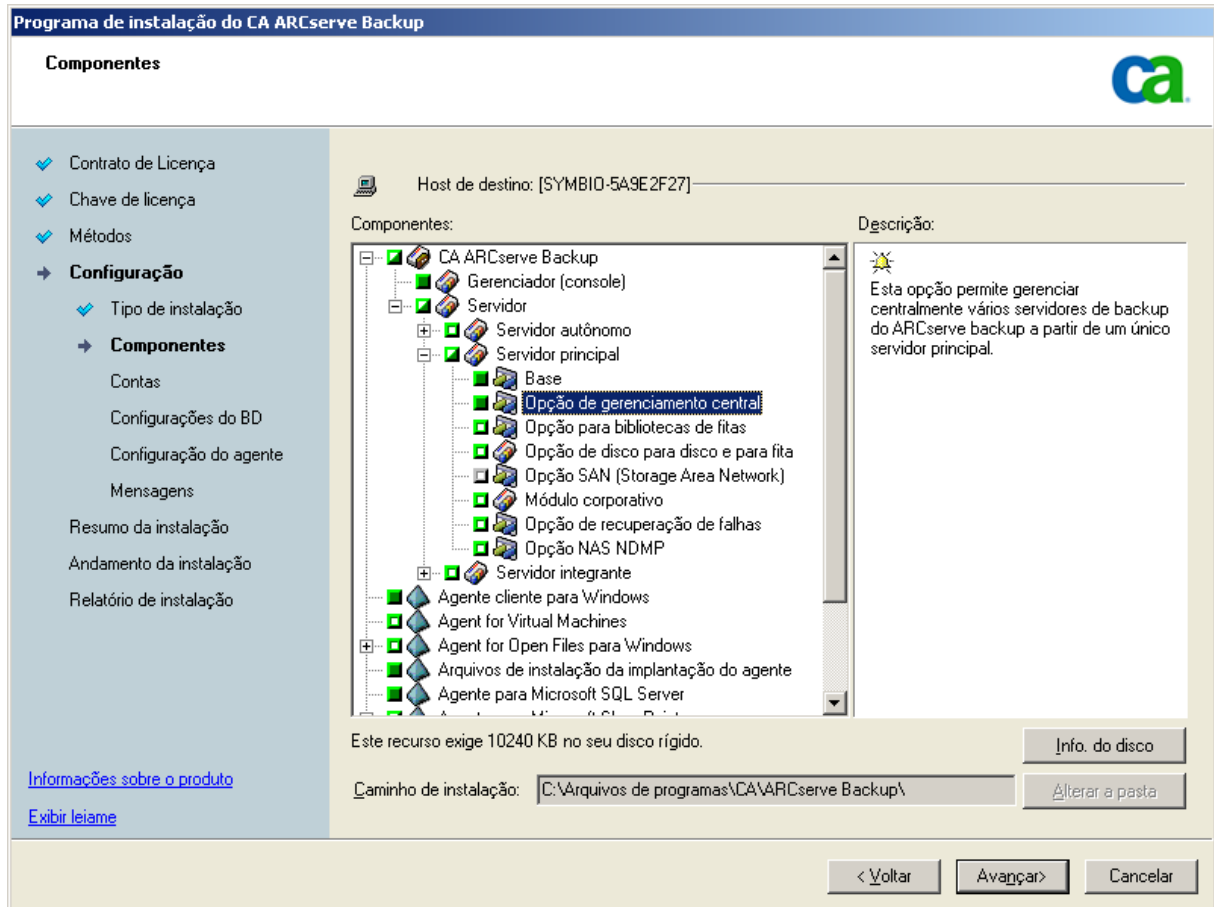 Programa de instalação do CA ARCserve Backup
Componentes
ca
Contrato de Licença
Chave de licença
Métodos
Configuração
Tipo de instalação
Componentes
Contas
Configurações do BD
Configuração do agente
Mensagens
Resumo da instalação
Andamento da instalação
Relatório de instalação
Informações sobre o produto
Exibir leiame
Host de destino: [SYMBIO-5A9E2F27]
Componentes:
CA ARCserve Backup
Gerenciador (console)
Servidor
Servidor autônomo
Servidor principal
Base
Opção de gerenciamento central
Opção para bibliotecas de fitas
Opção de disco para disco e para fita
Opção SAN (Storage Area Network)
Módulo corporativo
Opção de recuperação de falhas
Opção NAS NDMP
Servidor integrante
Agente cliente para Windows
Agent for Virtual Machines
Agent for Open Files para Windows
Arquivos de instalação da implantação do agente
Agente para Microsoft SQL Server
Descrição:
Esta opção permite gerenciar
centralmente vários servidores de backup
do ARCserve backup a partir de um único
servidor principal.
Este recurso exige 10240 KB no seu disco rígido.
Info. do disco
Caminho de instalação:
C:\Arquivos de programas\CA\ARCserve Backup\
Alterar a pasta
< Voltar
Avançar>
Cancelar